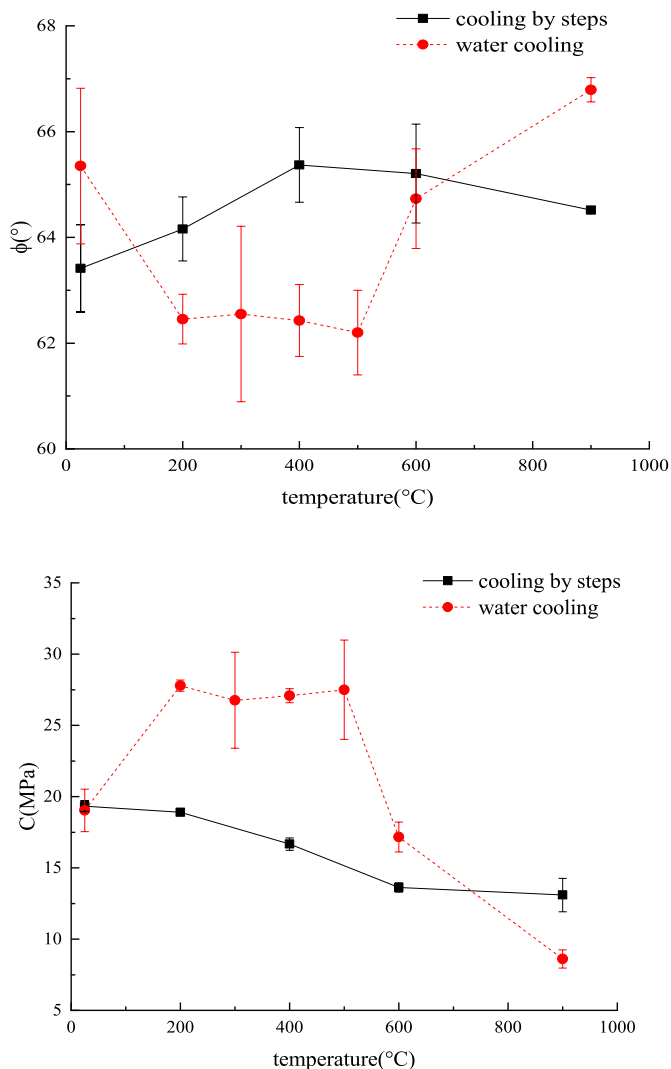 cooling by steps
water cooling
68
66
64
62
60
ϕ(°)
0 200 400 600 800 1000
temperature(°C)
cooling by steps
water cooling
35
30
25
20
15
10
5
C(MPa)
0 200 400 600 800 1000
temperature(°C)